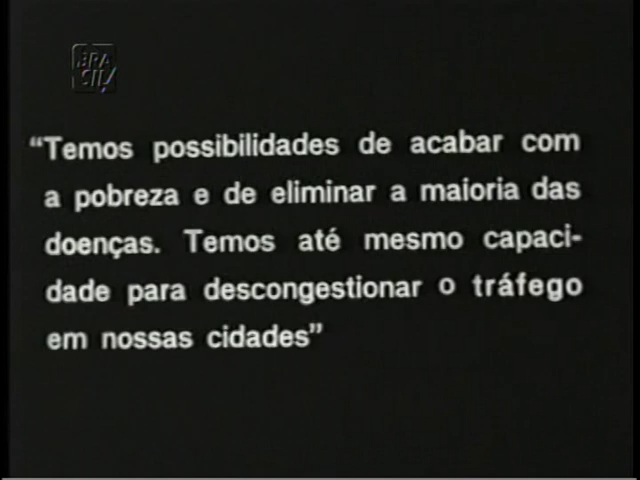 BRA
SIL
“Temos possibilidades de acabar com
a pobreza e de eliminar a maioria das
doenças. Temos até mesmo capaci-
dade para descongestionar o tráfego
em nossas cidades”